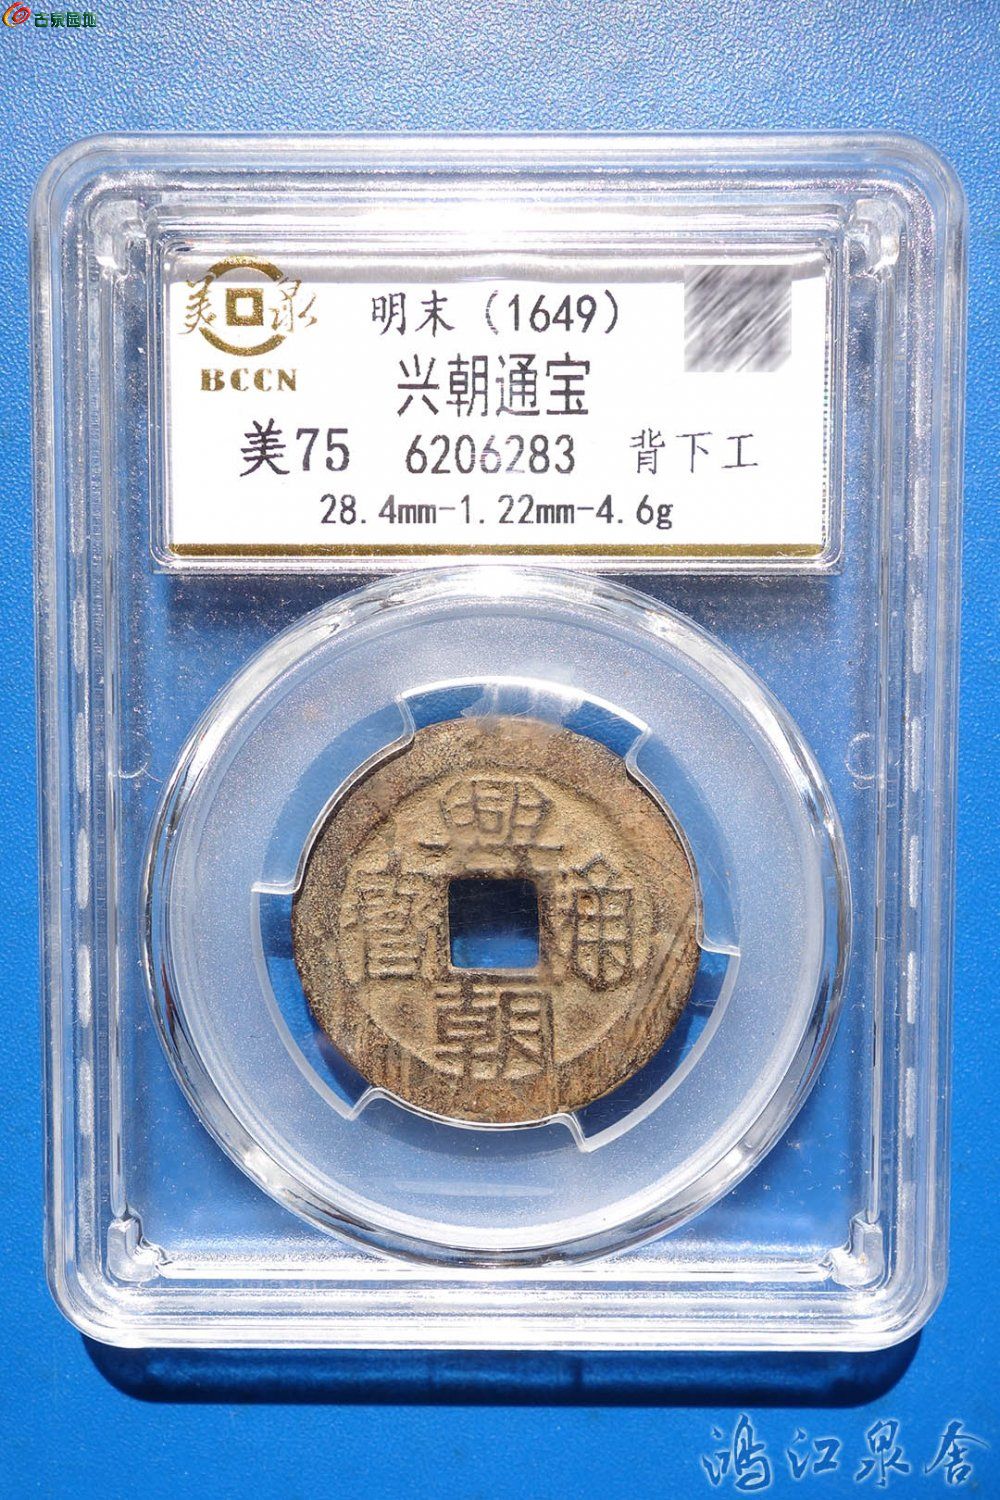 古泉园地
美泉
BCCN
明末（1649）
兴朝通宝
美75 6206283 背下工
28.4mm-1.22mm-4.6g
興
寶 通
朝
鸿江泉舍